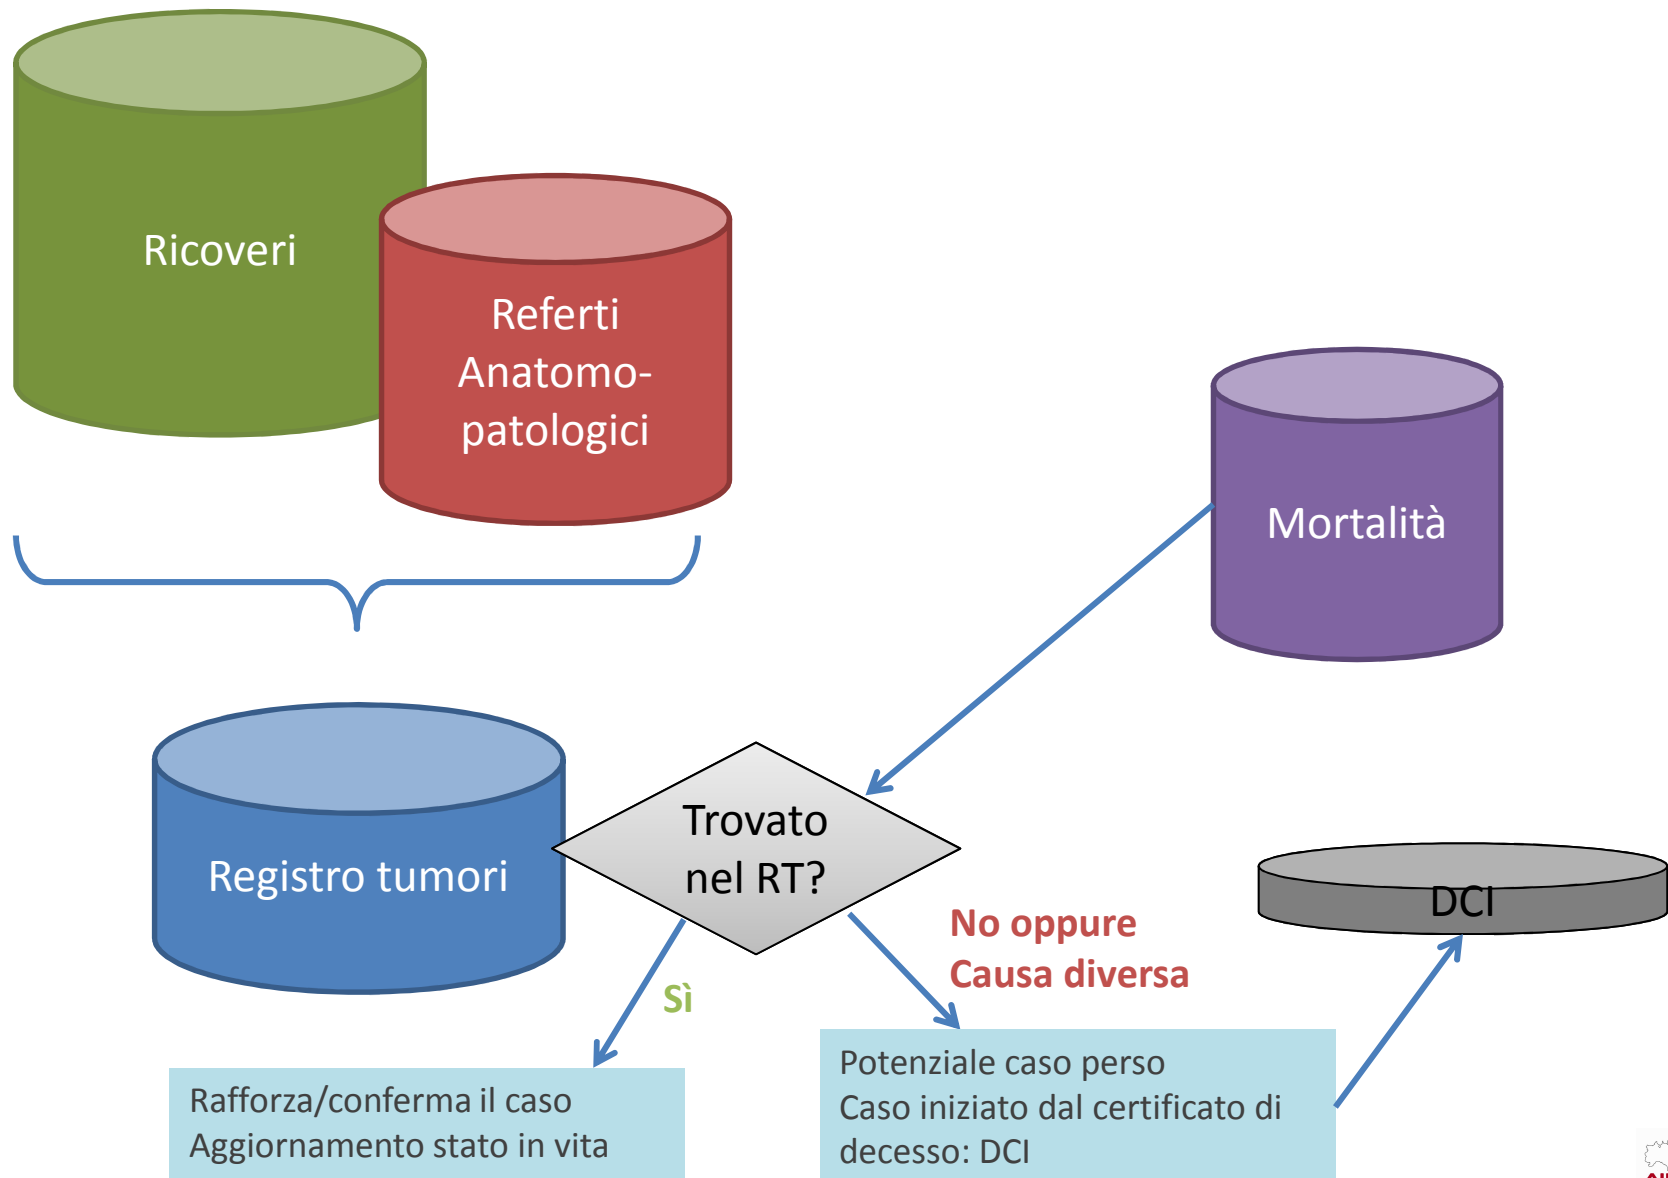 Ricoveri
Referti
Anatomo-
patologici
Mortalità
Registro tumori
Trovato
nel RT?
DCI
No oppure
Causa diversa
Sì
Rafforza/conferma il caso
Aggiornamento stato in vita
Potenziale caso perso
Caso iniziato dal certificato di
decesso: DCI